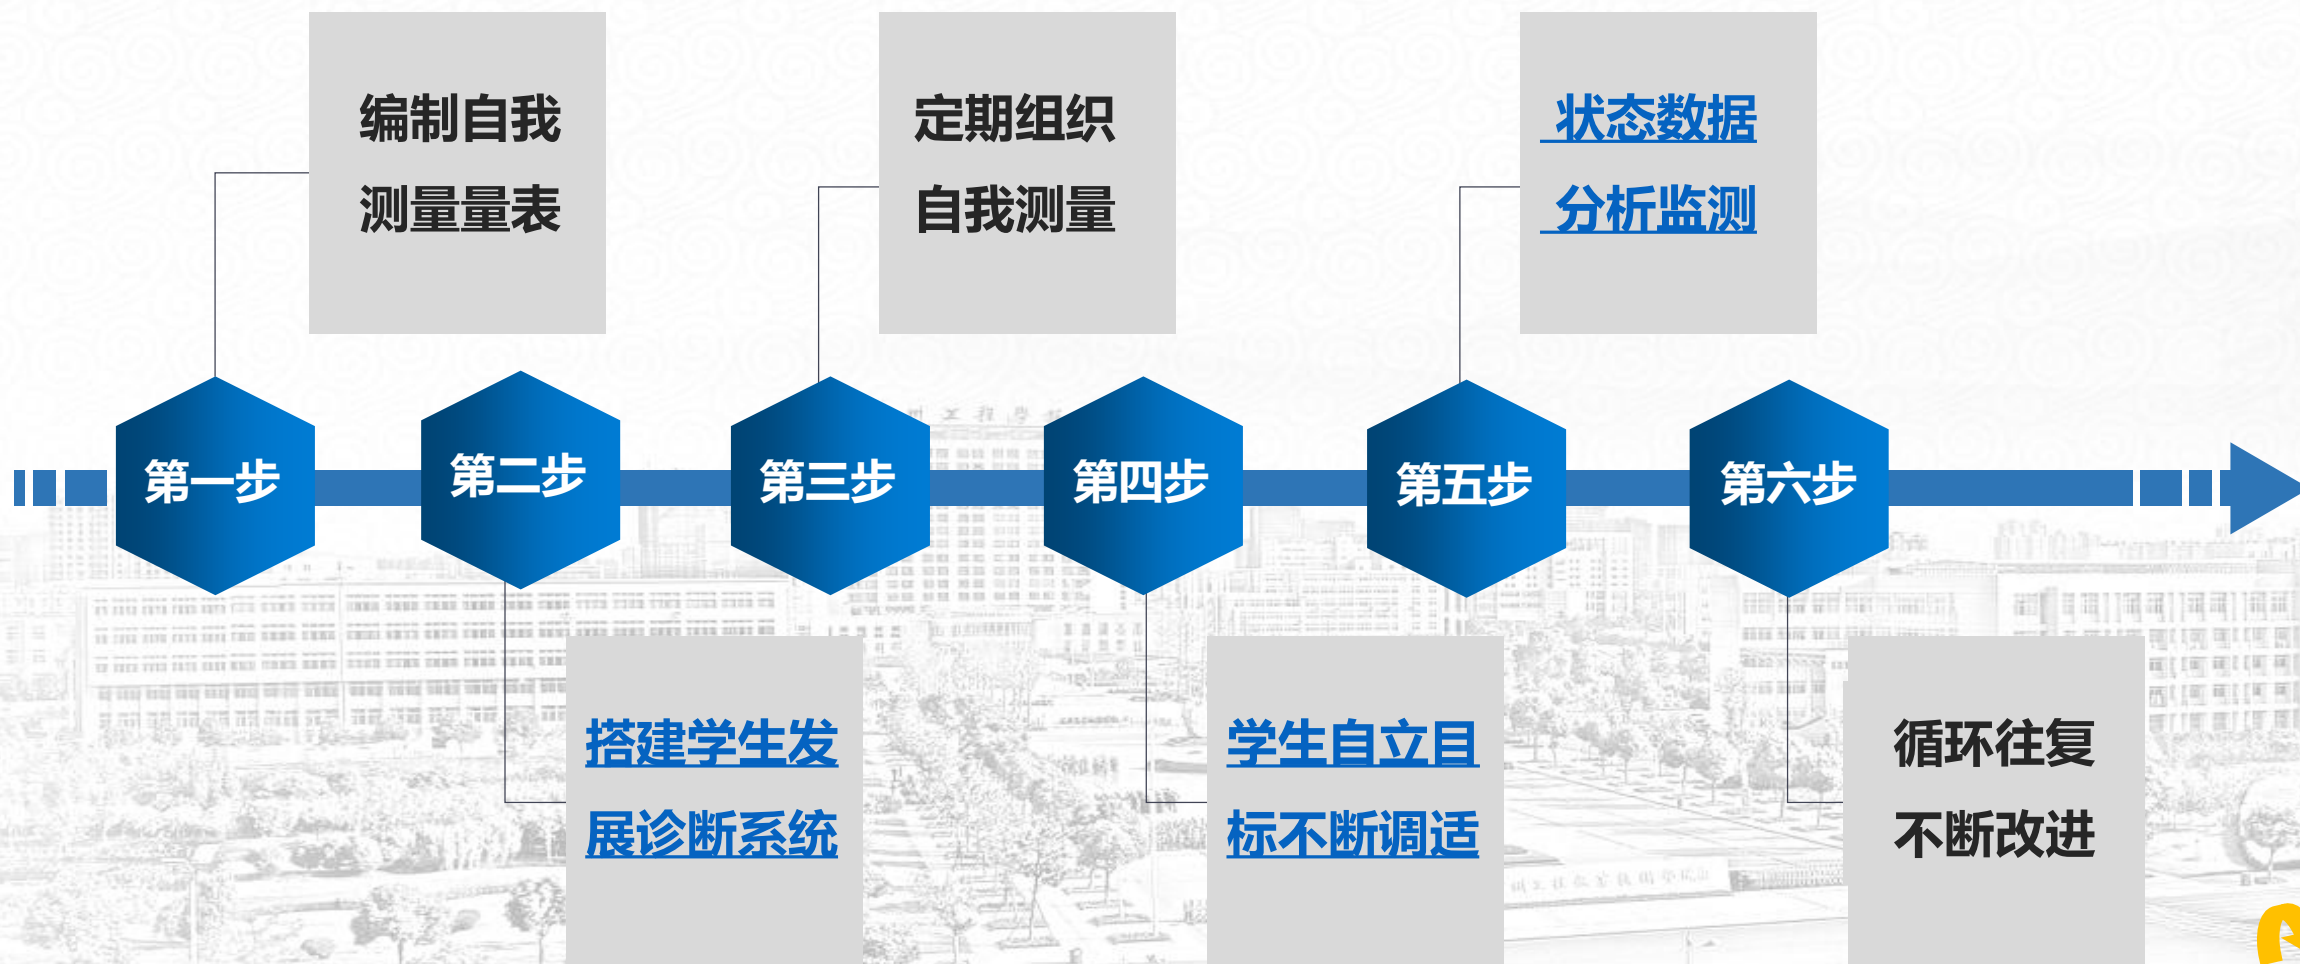 编制自我
测量量表
定期组织
自我测量
状态数据
分析监测
第一步
第二步
第三步
第四步
第五步
第六步
搭建学生发
展诊断系统
学生自立目
标不断调适
循环往复
不断改进